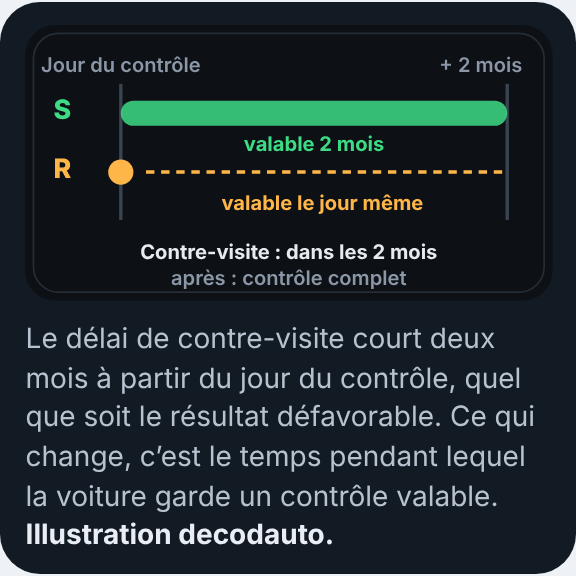 Jour du contrôle + 2 mois
S
valable 2 mois
R
valable le jour même
Contre-visite : dans les 2 mois
après : contrôle complet
Le délai de contre-visite court deux
mois à partir du jour du contrôle, quel
que soit le résultat défavorable. Ce qui
change, c’est le temps pendant lequel
la voiture garde un contrôle valable.
Illustration decodauto.